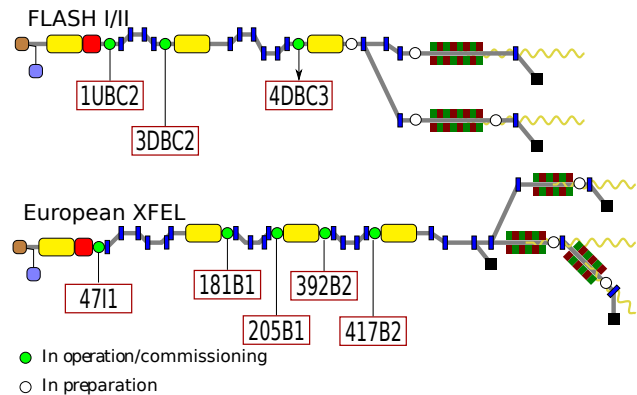 FLASH I/II
1UBC2
4DBC3
3DBC2
European XFEL
47I1
181B1
392B2
205B1
417B2
In operation/commissioning
In preparation